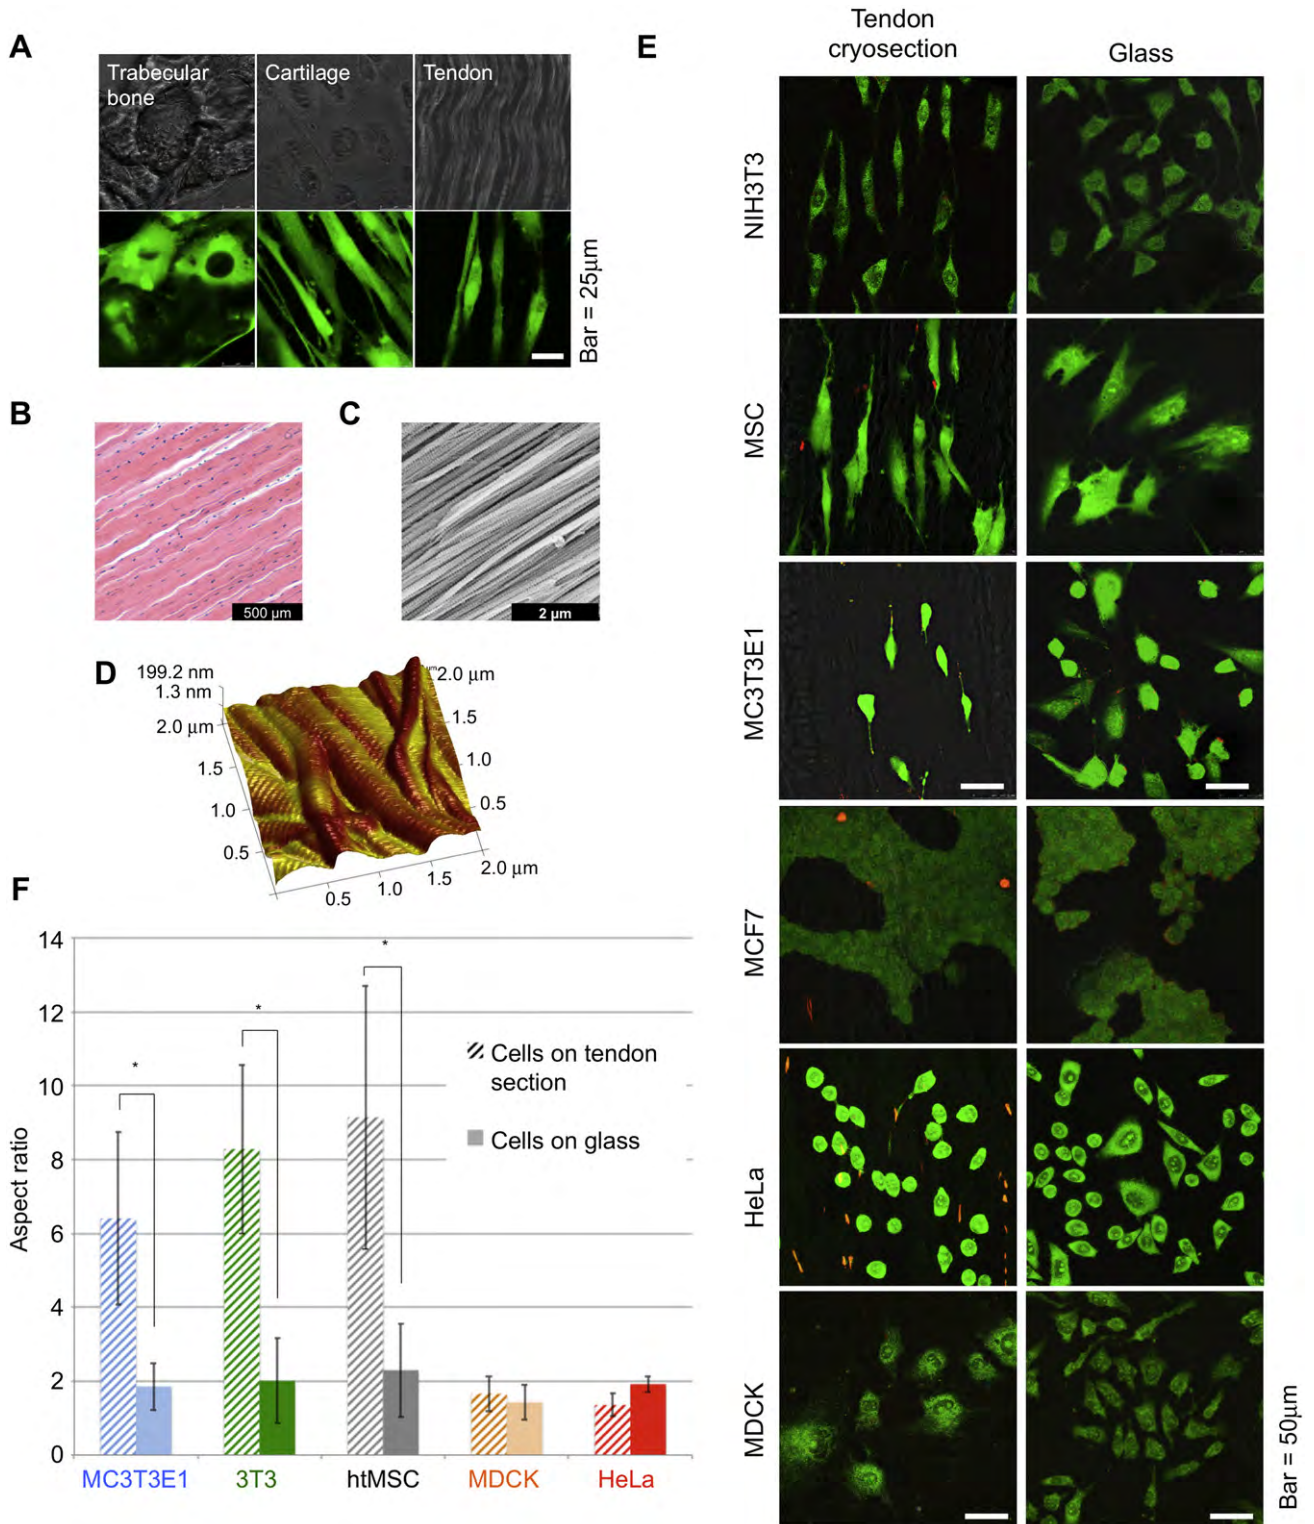 A
Trabecular
bone
Cartilage
Tendon
Bar = 25µm
B
500 µm
C
2 µm
D
199.2 nm
1.3 nm
2.0 µm
1.5
1.0
0.5
0.5
1.0
1.5
2.0 µm
2.0 µm
1.5
1.0
0.5
E
Tendon
cryosection
Glass
NIH3T3
MSC
MC3T3E1
MCF7
HeLa
MDCK
Bar = 50µm
F
Aspect ratio
14
12
10
8
6
4
2
0
*
*
*
Cells on tendon
section
Cells on glass
MC3T3E1
3T3
htMSC
MDCK
HeLa